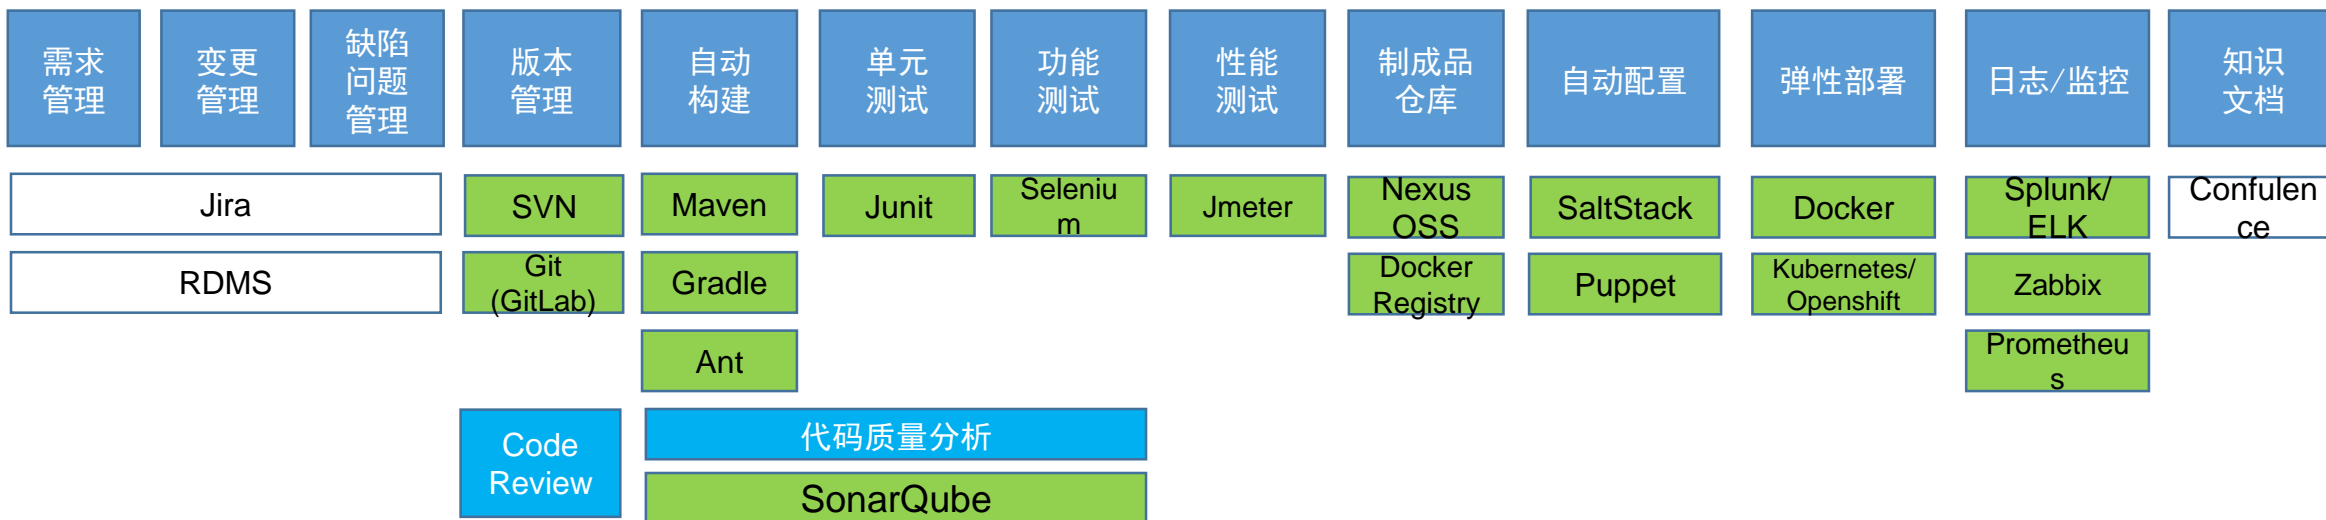 需求
管理
变更
管理
缺陷
问题
管理
版本
管理
自动
构建
单元
测试
功能
测试
性能
测试
制成品
仓库
自动配置
弹性部署
日志/监控
知识
文档
Jira
SVN
Maven
Junit
Seleniu
m
Jmeter
Nexus
OSS
SaltStack
Docker
Splunk/
ELK
Confulen
ce
RDMS
Git
(GitLab)
Gradle
Docker
Registry
Puppet
Kubernetes/
Openshift
Zabbix
Ant
Prometheu
s
Code
Review
代码质量分析
SonarQube